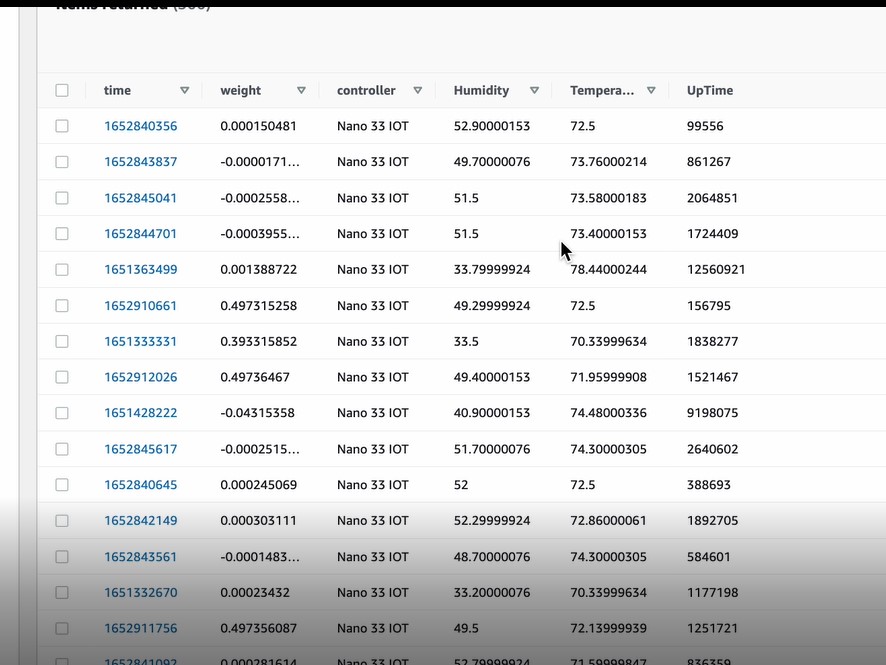 Items returned (300)
time weight controller Humidity Tempera... UpTime
1652840356 0.000150481 Nano 33 IOT 52.90000153 72.5 99556
1652843837 -0.0000171... Nano 33 IOT 49.70000076 73.76000214 861267
1652845041 -0.0002558... Nano 33 IOT 51.5 73.58000183 2064851
1652844701 -0.0003955... Nano 33 IOT 51.5 73.40000153 1724409
1651363499 0.001388722 Nano 33 IOT 33.79999924 78.44000244 12560921
1652910661 0.497315258 Nano 33 IOT 49.29999924 72.5 156795
1651333331 0.393315852 Nano 33 IOT 33.5 70.33999634 1838277
1652912026 0.49736467 Nano 33 IOT 49.40000153 71.95999908 1521467
1651428222 -0.04315358 Nano 33 IOT 40.90000153 74.48000336 9198075
1652845617 -0.0002515... Nano 33 IOT 51.70000076 74.30000305 2640602
1652840645 0.000245069 Nano 33 IOT 52 72.5 388693
1652842149 0.000303111 Nano 33 IOT 52.29999924 72.86000061 1892705
1652843561 -0.0001483... Nano 33 IOT 48.70000076 74.30000305 584601
1651332670 0.00023432 Nano 33 IOT 33.20000076 70.33999634 1177198
1652911756 0.497356087 Nano 33 IOT 49.5 72.13999939 1251721
1652841092 0.000281614 Nano 33 IOT 52.79999924 71.59999847 836359